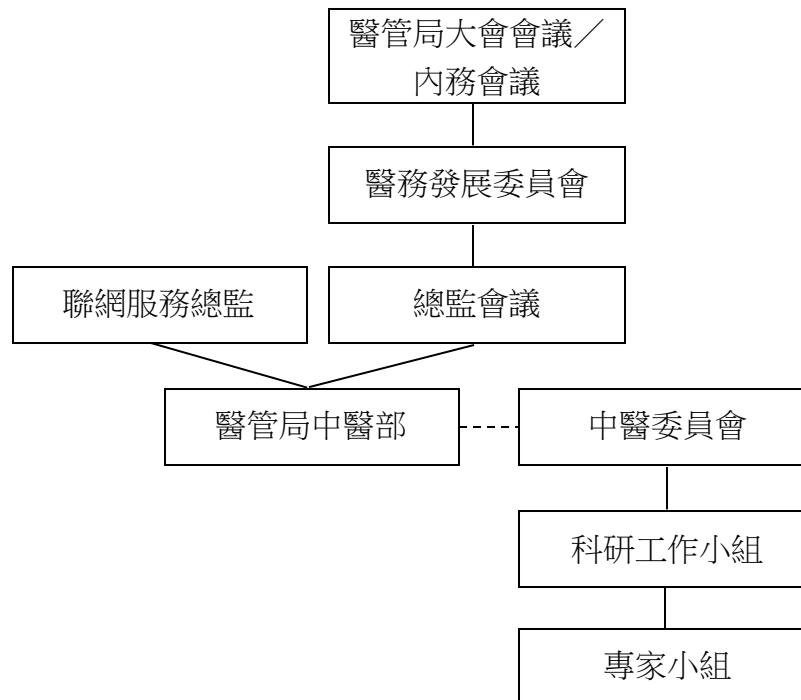 醫管局大會會議／
內務會議
醫務發展委員會
聯網服務總監
總監會議
醫管局中醫部
中醫委員會
科研工作小組
專家小組